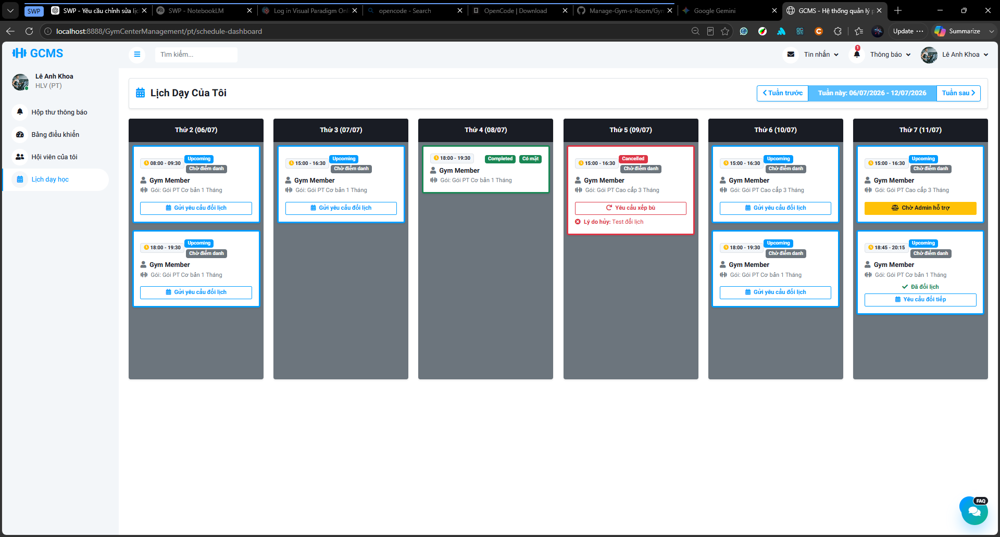 SWP
SWP - Yêu cầu chỉnh sửa lịc
SWP - NotebookLM
Log in Visual Paradigm Onli
opencode - Search
OpenCode | Download
Manage-Gym-s-Room/Gym
Google Gemini
GCMS - Hệ thống quản lý p
localhost:8888/GymCenterManagement/pt/schedule-dashboard
Update
Summarize
GCMS
Tìm kiếm...
Tin nhắn
1
Thông báo
Lê Anh Khoa
Lê Anh Khoa
HLV (PT)
Hộp thư thông báo
Bảng điều khiển
Hội viên của tôi
Lịch dạy học
Lịch Dạy Của Tôi
Tuần trước
Tuần này: 06/07/2026 - 12/07/2026
Tuần sau
Thứ 2 (06/07)
08:00 - 09:30
Upcoming
Chờ điểm danh
Gym Member
Gói: Gói PT Cơ bản 1 Tháng
Gửi yêu cầu đổi lịch
18:00 - 19:30
Upcoming
Chờ điểm danh
Gym Member
Gói: Gói PT Cơ bản 1 Tháng
Gửi yêu cầu đổi lịch
Thứ 3 (07/07)
15:00 - 16:30
Upcoming
Chờ điểm danh
Gym Member
Gói: Gói PT Cơ bản 1 Tháng
Gửi yêu cầu đổi lịch
Thứ 4 (08/07)
18:00 - 19:30
Completed
Có mặt
Gym Member
Gói: Gói PT Cơ bản 1 Tháng
Thứ 5 (09/07)
15:00 - 16:30
Cancelled
Chờ điểm danh
Gym Member
Gói: Gói PT Cao cấp 3 Tháng
Yêu cầu xếp bù
Lý do hủy: Test đổi lịch
Thứ 6 (10/07)
15:00 - 16:30
Upcoming
Chờ điểm danh
Gym Member
Gói: Gói PT Cao cấp 3 Tháng
Gửi yêu cầu đổi lịch
18:00 - 19:30
Upcoming
Chờ điểm danh
Gym Member
Gói: Gói PT Cơ bản 1 Tháng
Gửi yêu cầu đổi lịch
Thứ 7 (11/07)
15:00 - 16:30
Upcoming
Chờ điểm danh
Gym Member
Gói: Gói PT Cao cấp 3 Tháng
Chờ Admin hỗ trợ
18:45 - 20:15
Upcoming
Chờ điểm danh
Gym Member
Gói: Gói PT Cơ bản 1 Tháng
Đã đổi lịch
Yêu cầu đổi tiếp
FAQ